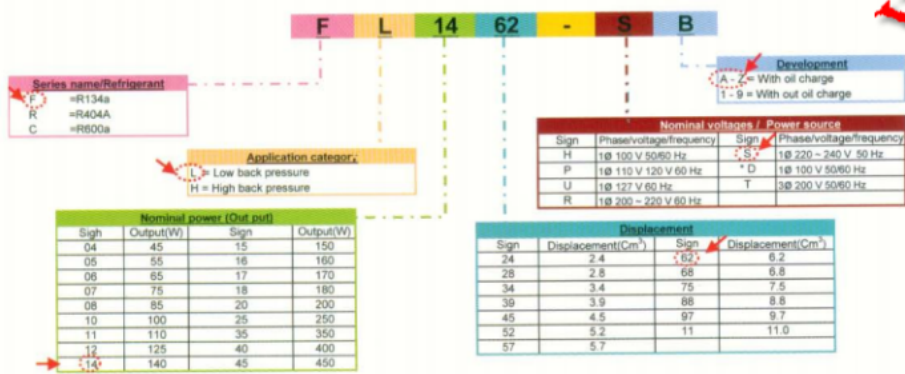 F L 14 62 - S B
Development
A - Z = With oil charge
1 - 9 = With out oil charge
Series name/Refrigerant
F =R134a
R =R404A
C =R600a
Nominal voltages / Power source
Sign Phase/voltage/frequency Sign Phase/voltage/frequency
H 1Ø 100 V 50/60 Hz S 1Ø 220 ~ 240 V 50 Hz
P 1Ø 110 V 120 V 60 Hz * D 1Ø 100 V 50/60 Hz
U 1Ø 127 V 60 Hz T 3Ø 200 V 50/60 Hz
R 1Ø 200 ~ 220 V 60 Hz
Application category;
L = Low back pressure
H = High back pressure
Nominal power (Out put)
Sigh Output(W) Sign Output(W)
04 45 15 150
05 55 16 160
06 65 17 170
07 75 18 180
08 85 20 200
10 100 25 250
11 110 35 350
12 125 40 400
14 140 45 450
Displacement
Sign Displacement(Cm³) Sign Displacement(Cm³)
24 2.4 62 6.2
28 2.8 68 6.8
34 3.4 75 7.5
39 3.9 88 8.8
45 4.5 97 9.7
52 5.2 11 11.0
57 5.7